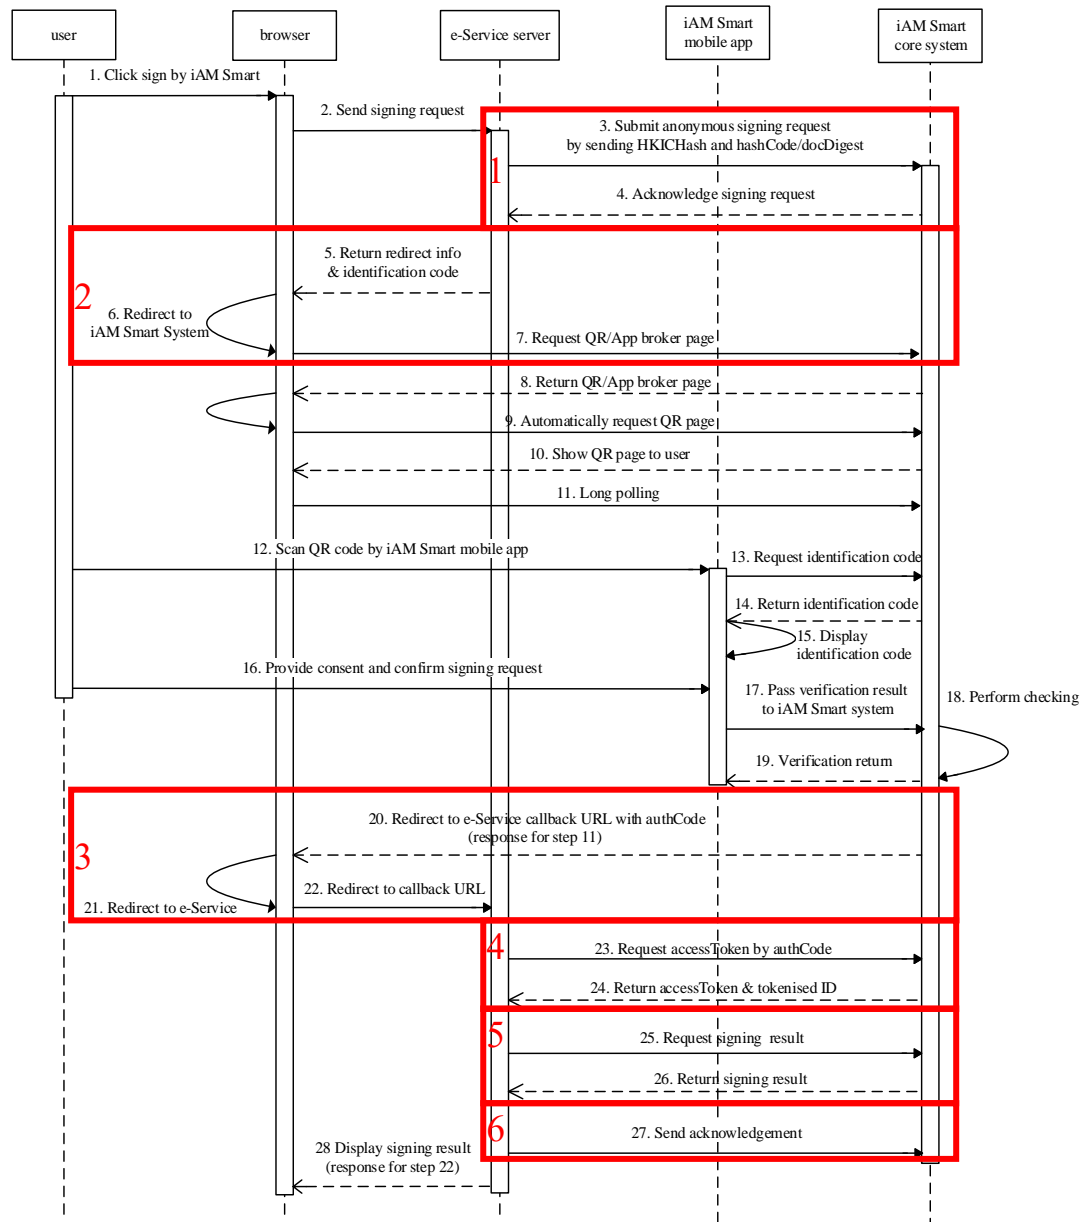 user
browser
e-Service server
iAM Smart
mobile app
iAM Smart
core system
1. Click sign by iAM Smart
2. Send signing request
3. Submit anonymous signing request
by sending HKICHash and hashCode/docDigest
1
4. Acknowledge signing request
5. Return redirect info
& identification code
2
6. Redirect to
iAM Smart System
7. Request QR/App broker page
8. Return QR/App broker page
9. Automatically request QR page
10. Show QR page to user
11. Long polling
12. Scan QR code by iAM Smart mobile app
13. Request identification code
14. Return identification code
15. Display
identification code
16. Provide consent and confirm signing request
17. Pass verification result
to iAM Smart system
18. Perform checking
19. Verification return
20. Redirect to e-Service callback URL with authCode
(response for step 11)
3
22. Redirect to callback URL
21. Redirect to e-Service
4
23. Request accessToken by authCode
24. Return accessToken & tokenised ID
5
25. Request signing result
26. Return signing result
6
27. Send acknowledgement
28 Display signing result
(response for step 22)